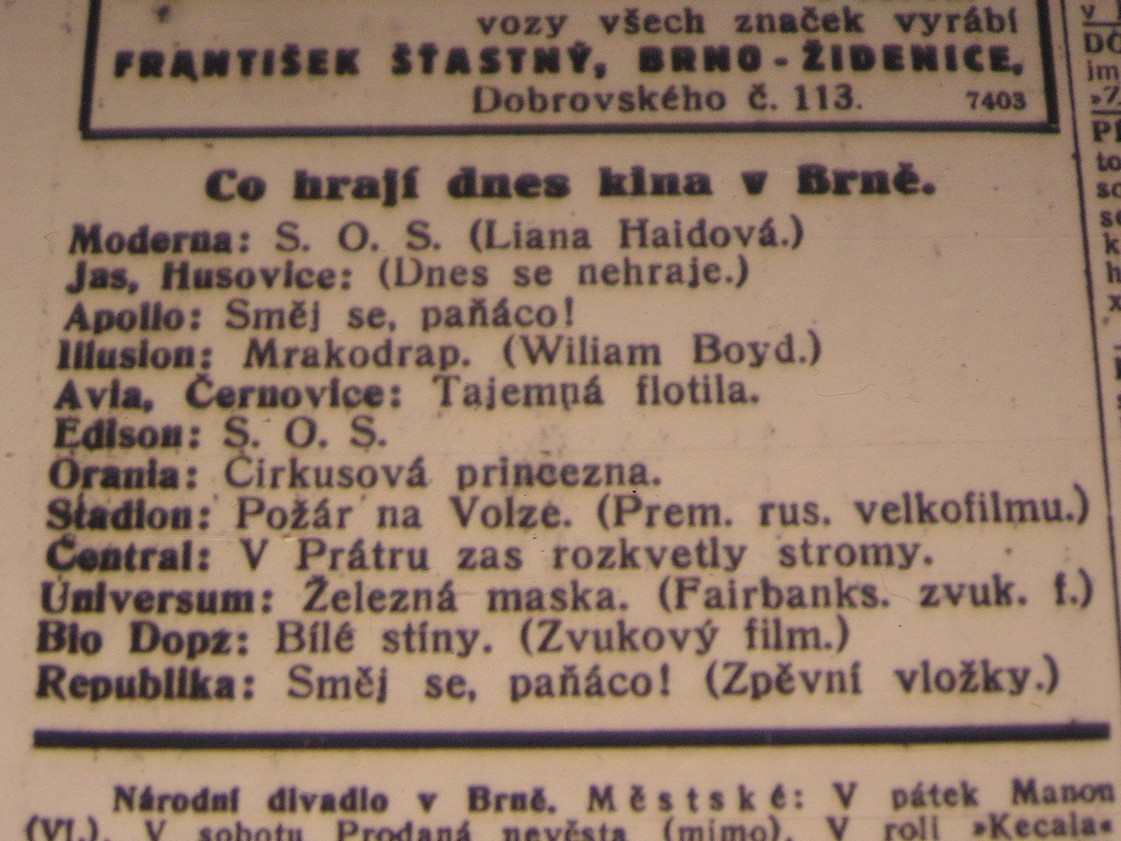 vozy všech značek vyrábí
FRANTIŠEK ŠŤASTNÝ, BRNO-ŽIDENICE,
Dobrovského č. 113. 7403
Co hrají dnes kina v Brně.
Moderna: S. O. S. (Liana Haidová.)
Jas, Husovice: (Dnes se nehraje.)
Apollo: Směj se, paňáco!
Illusion: Mrakodrap. (Wiliam Boyd.)
Avia, Černovice: Tajemná flotila.
Edison: S. O. S.
Orania: Cirkusová princezna.
Stadion: Požár na Volze. (Prem. rus. velkofilmu.)
Central: V Prátru zas rozkvetly stromy.
Universum: Železná maska. (Fairbanks. zvuk. f.)
Bio Dopz: Bílé stíny. (Zvukový film.)
Republika: Směj se, paňáco! (Zpěvní vložky.)
Národní divadlo v Brně. Městské: V pátek Manon
(VI.). V sobotu Prodaná nevěsta (mimo). V roli »Kecala«